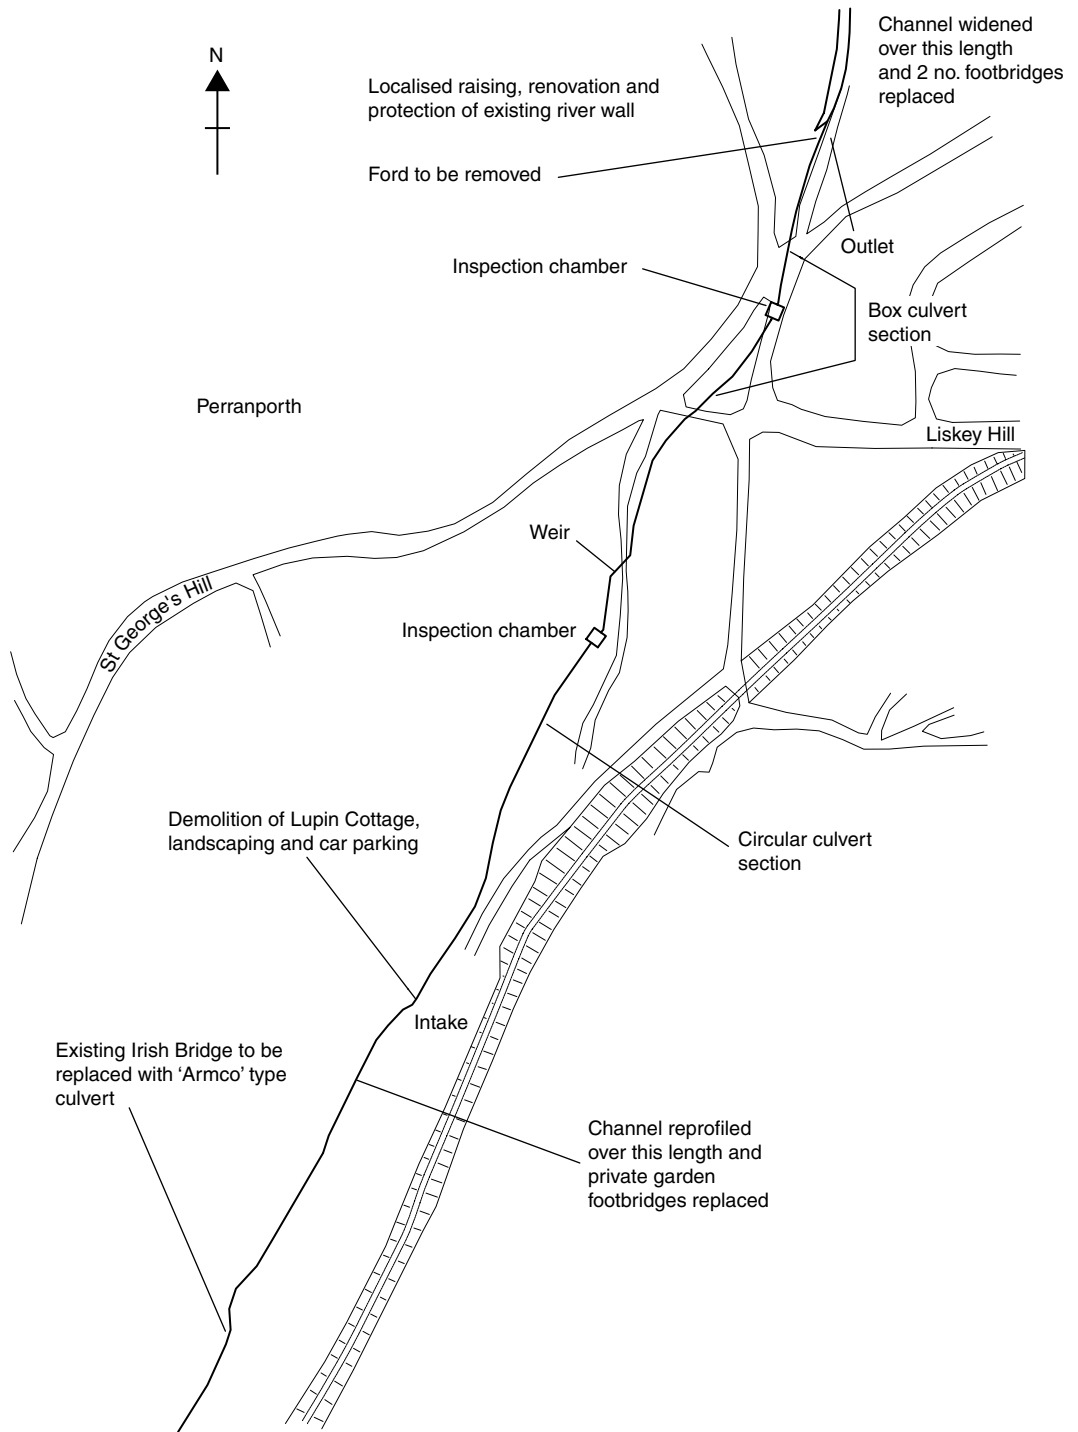 Channel widened
over this length
and 2 no. footbridges
replaced
N
Localised raising, renovation and
protection of existing river wall
Ford to be removed
Outlet
Inspection chamber
Box culvert
section
Perranporth
Liskey Hill
Weir
St George's Hill
Inspection chamber
Demolition of Lupin Cottage,
landscaping and car parking
Circular culvert
section
Intake
Existing Irish Bridge to be
replaced with ‘Armco’ type
culvert
Channel reprofiled
over this length and
private garden
footbridges replaced